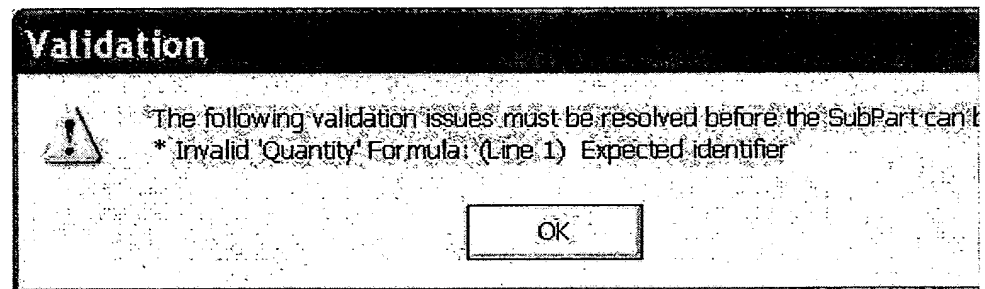 Validation
The following validation issues must be resolved before the SubPart can
* Invalid 'Quantity' Formula: (Line 1) Expected identifier
OK